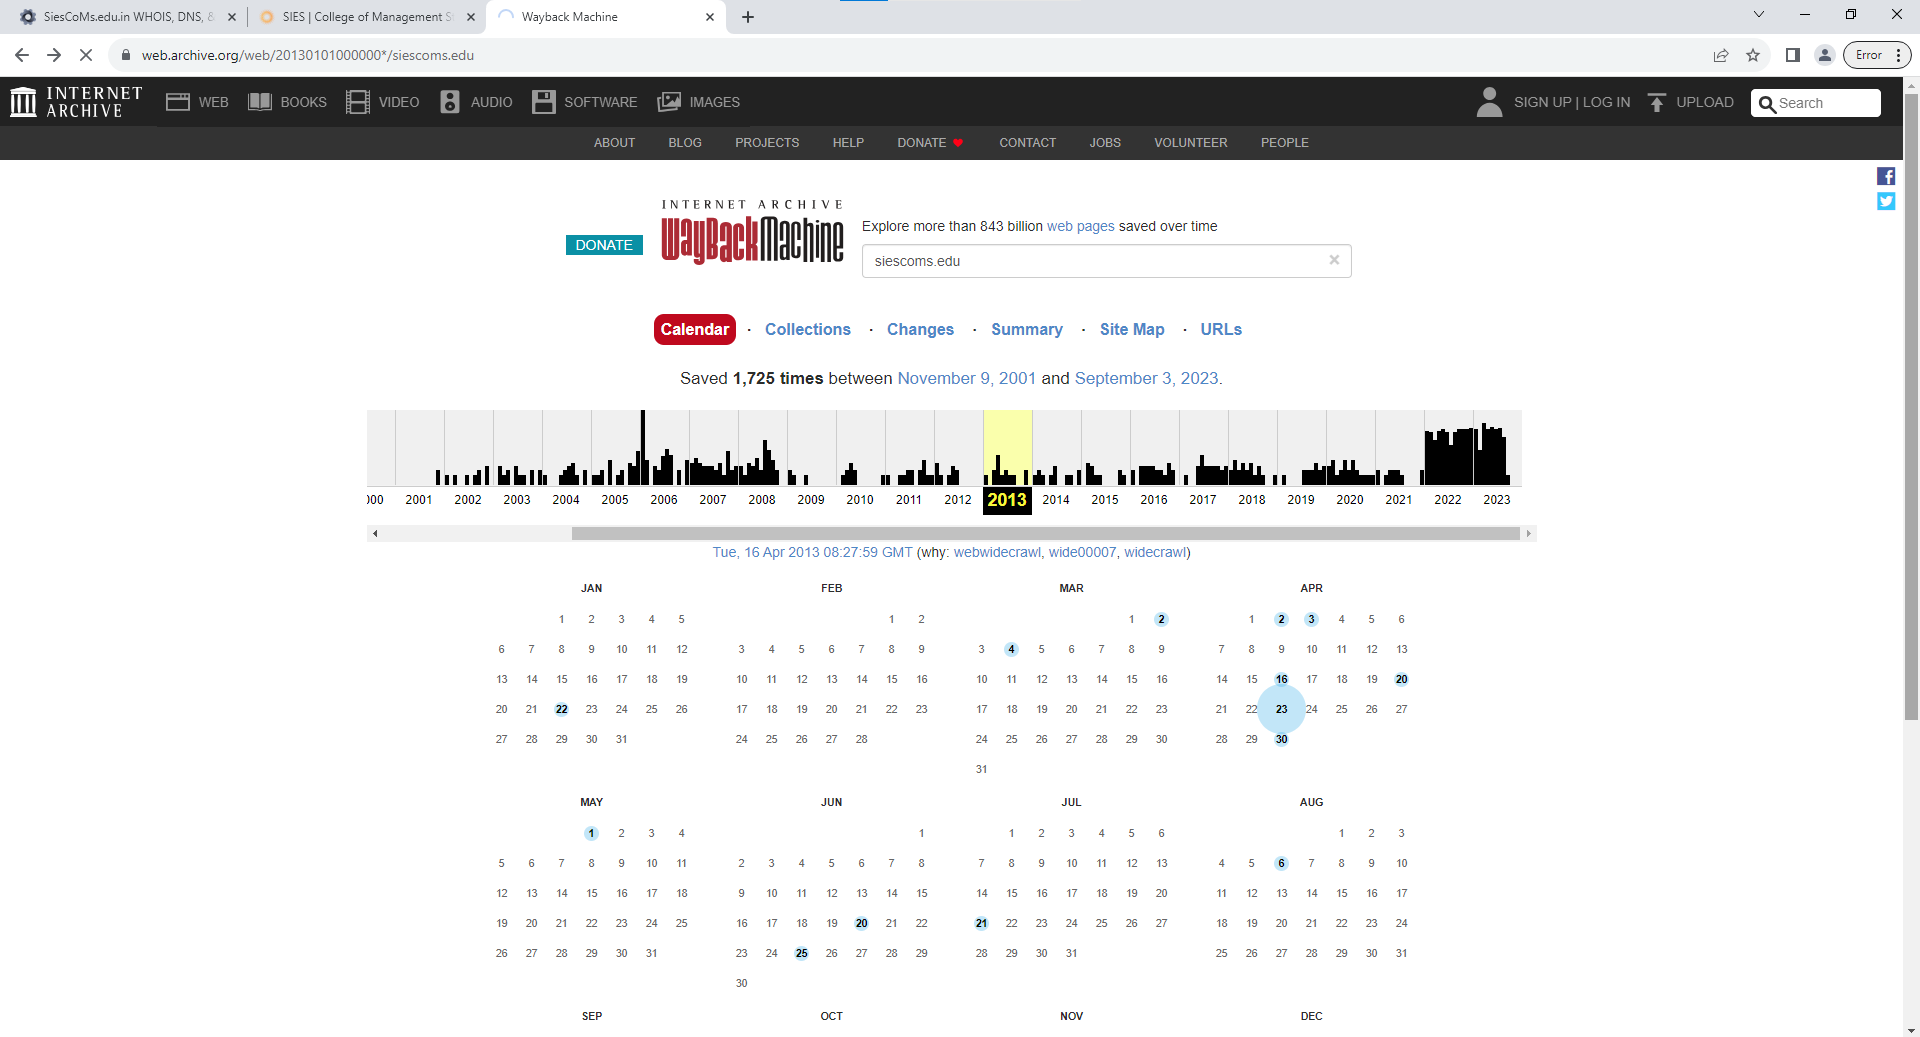 SiesCoMs.edu.in WHOIS, DNS, &
SIES | College of Management S
Wayback Machine
web.archive.org/web/20130101000000*/siescoms.edu
Error
INTERNET ARCHIVE
WEB
BOOKS
VIDEO
AUDIO
SOFTWARE
IMAGES
SIGN UP | LOG IN
UPLOAD
Search
ABOUT BLOG PROJECTS HELP DONATE CONTACT JOBS VOLUNTEER PEOPLE
DONATE
INTERNET ARCHIVE
WayBackMachine
Explore more than 843 billion web pages saved over time
siescoms.edu
Calendar · Collections · Changes · Summary · Site Map · URLs
Saved 1,725 times between November 9, 2001 and September 3, 2023.
2001 2002 2003 2004 2005 2006 2007 2008 2009 2010 2011 2012 2013 2014 2015 2016 2017 2018 2019 2020 2021 2022 2023
Tue, 16 Apr 2013 08:27:59 GMT (why: webwidecrawl, wide00007, widecrawl)
JAN
1 2 3 4 5
6 7 8 9 10 11 12
13 14 15 16 17 18 19
20 21 22 23 24 25 26
27 28 29 30 31
FEB
1 2
3 4 5 6 7 8 9
10 11 12 13 14 15 16
17 18 19 20 21 22 23
24 25 26 27 28
MAR
1 2
3 4 5 6 7 8 9
10 11 12 13 14 15 16
17 18 19 20 21 22 23
24 25 26 27 28 29 30
31
APR
1 2 3 4 5 6
7 8 9 10 11 12 13
14 15 16 17 18 19 20
21 22 23 24 25 26 27
28 29 30
MAY
1 2 3 4
5 6 7 8 9 10 11
12 13 14 15 16 17 18
19 20 21 22 23 24 25
26 27 28 29 30 31
JUN
1
2 3 4 5 6 7 8
9 10 11 12 13 14 15
16 17 18 19 20 21 22
23 24 25 26 27 28 29
30
JUL
1 2 3 4 5 6
7 8 9 10 11 12 13
14 15 16 17 18 19 20
21 22 23 24 25 26 27
28 29 30 31
AUG
1 2 3
4 5 6 7 8 9 10
11 12 13 14 15 16 17
18 19 20 21 22 23 24
25 26 27 28 29 30 31
SEP
OCT
NOV
DEC